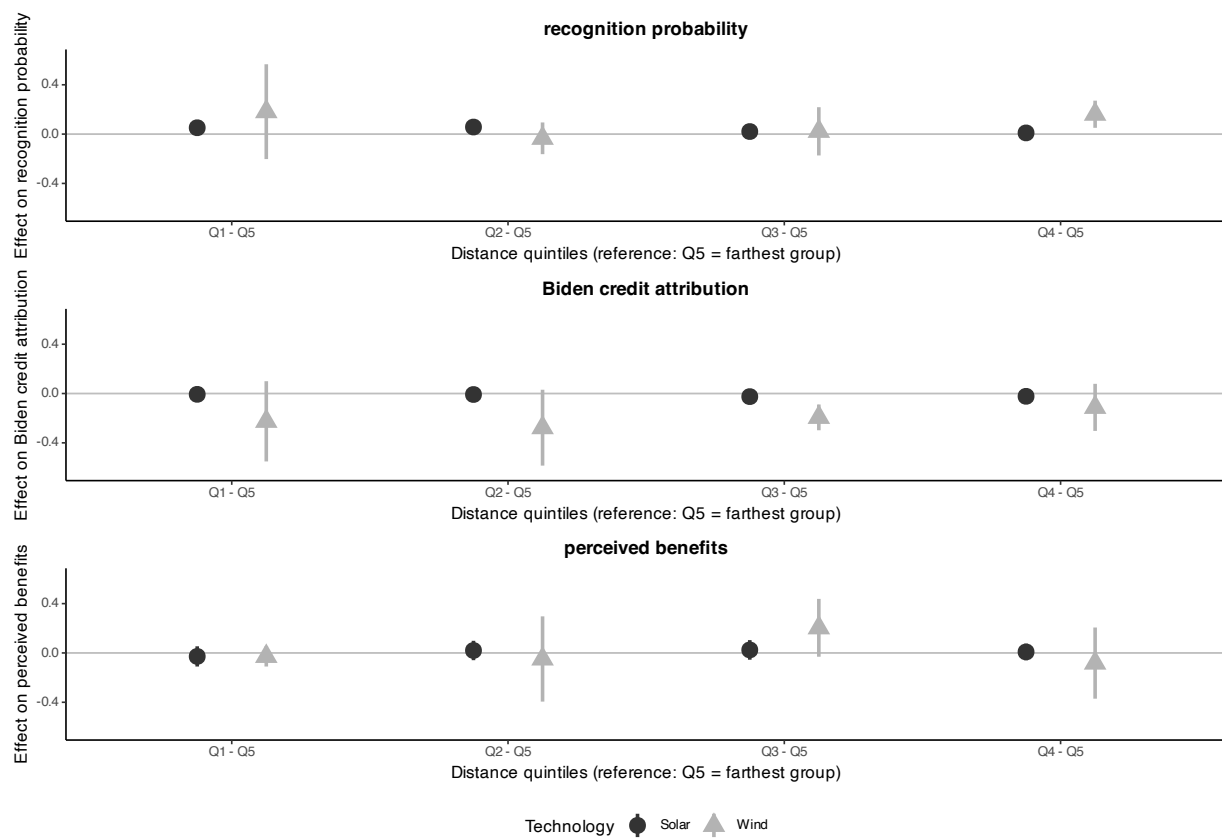 recognition probability
Effect on recognition probability
0.4
0.0
-0.4
Q1 - Q5
Q2 - Q5
Q3 - Q5
Q4 - Q5
Distance quintiles (reference: Q5 = farthest group)
Biden credit attribution
Effect on Biden credit attribution
0.4
0.0
-0.4
Q1 - Q5
Q2 - Q5
Q3 - Q5
Q4 - Q5
Distance quintiles (reference: Q5 = farthest group)
perceived benefits
Effect on perceived benefits
0.4
0.0
-0.4
Q1 - Q5
Q2 - Q5
Q3 - Q5
Q4 - Q5
Distance quintiles (reference: Q5 = farthest group)
Technology Solar Wind